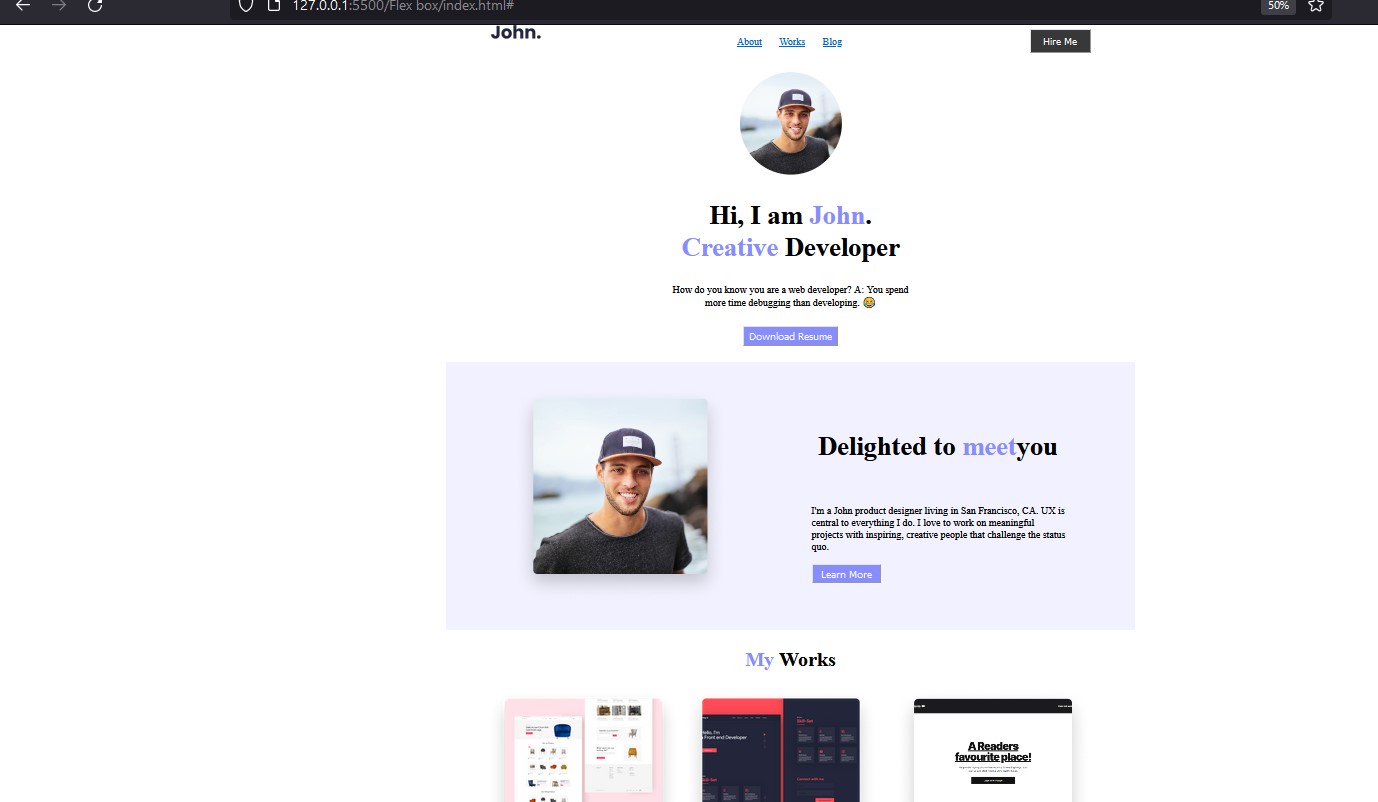 127.0.0.1:5500/Flex box/index.html#
50%
John.
About Works Blog
Hire Me
Hi, I am John.
Creative Developer
How do you know you are a web developer? A: You spend
more time debugging than developing. 😂
Download Resume
Delighted to meetyou
I'm a John product designer living in San Francisco, CA. UX is
central to everything I do. I love to work on meaningful
projects with inspiring, creative people that challenge the status
quo.
Learn More
My Works
Hello, I'm
Front end Developer
Skill Set
Skill Set
A Readers
favourite place!